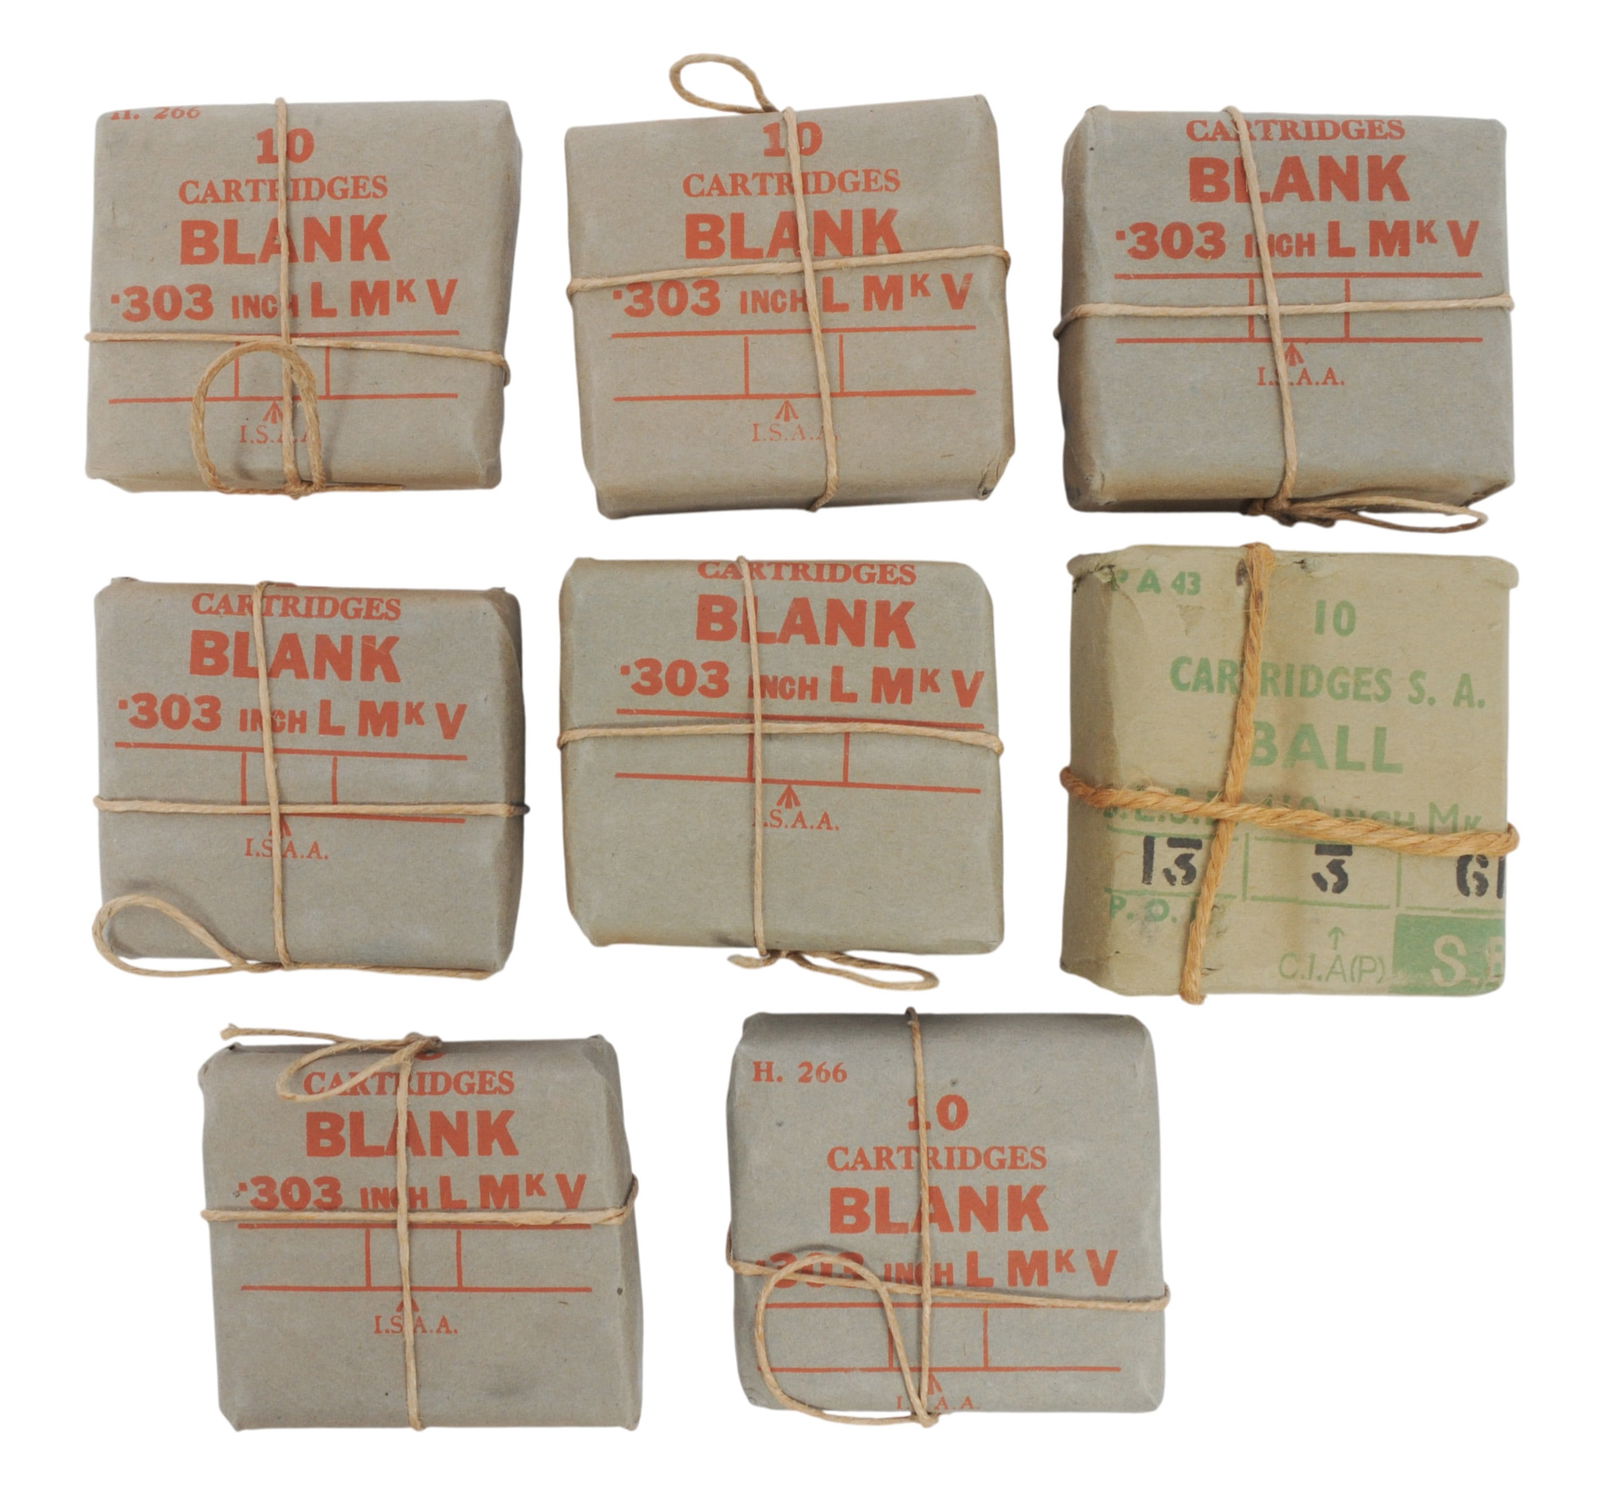 H. 266
10
CARTRIDGES
BLANK
·303 INCH L Mᴷ V
I.S.A.A.
10
CARTRIDGES
BLANK
·303 INCH L Mᴷ V
I.S.A.A.
CARTRIDGES
BLANK
·303 INCH L Mᴷ V
I.S.A.A.
CARTRIDGES
BLANK
·303 INCH L Mᴷ V
I.S.A.A.
CARTRIDGES
BLANK
·303 INCH L Mᴷ V
I.S.A.A.
P A 43
10
CARTRIDGES S. A.
BALL
INCH Mᴷ
13 3 61
P. O.
C.I.A(P)
CARTRIDGES
BLANK
·303 INCH L Mᴷ V
I.S.A.A.
H. 266
10
CARTRIDGES
BLANK
·303 INCH L Mᴷ V
I.S.A.A.